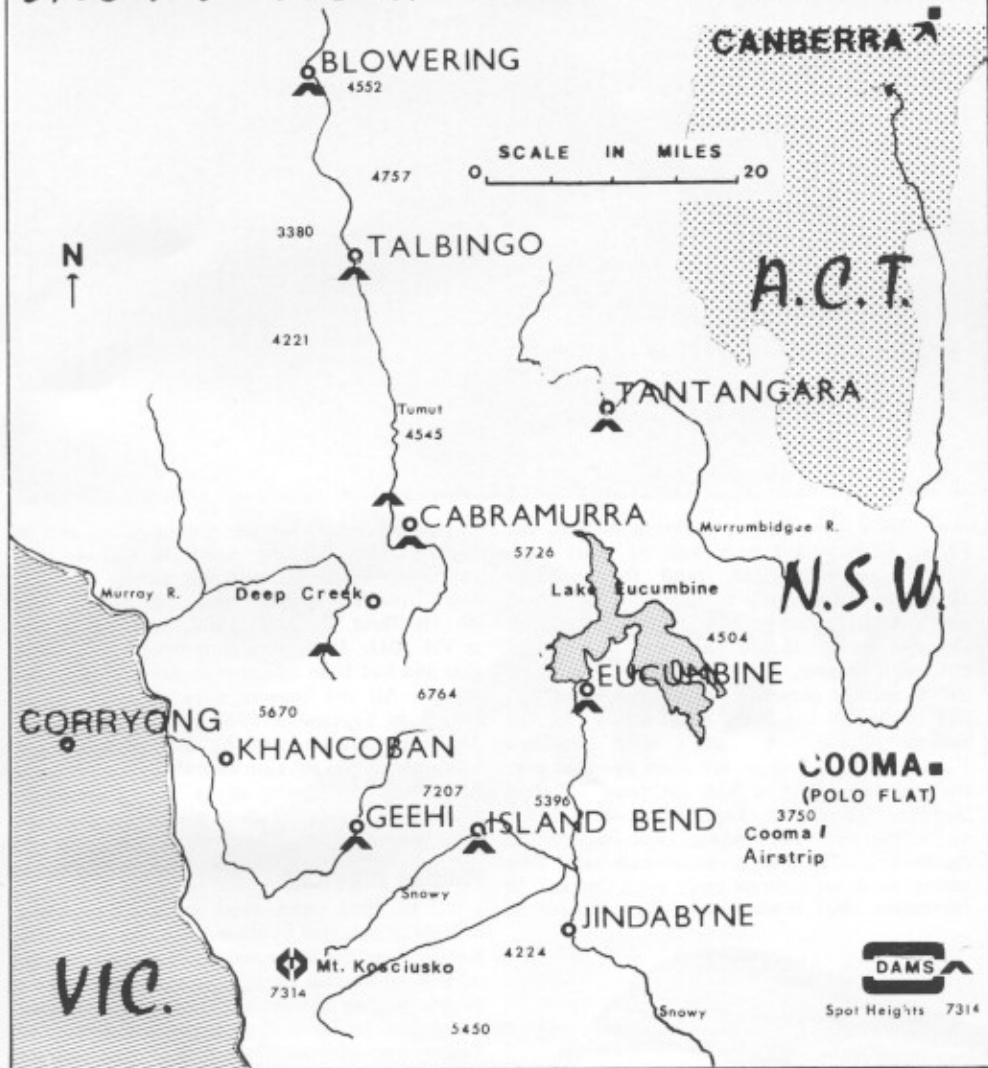 CANBERRA
BLOWERING
4552
SCALE IN MILES
0 20
4757
3380
TALBINGO
N
A.C.T.
4221
TANTANGARA
Tumut
4545
CABRAMURRA
Murrumbidgee R.
5726
N.S.W.
Murray R.
Deep Creek
Lake Eucumbine
4504
EUCUMBINE
6764
5670
CORRYONG
KHANCOBAN
COOMA
(POLO FLAT)
7207
5396
3750
GEEHI
ISLAND BEND
Cooma
Airstrip
Snowy
JINDABYNE
4224
Mt. Kosciusko
7314
VIC.
DAMS
Spot Heights 7314
Snowy
5450